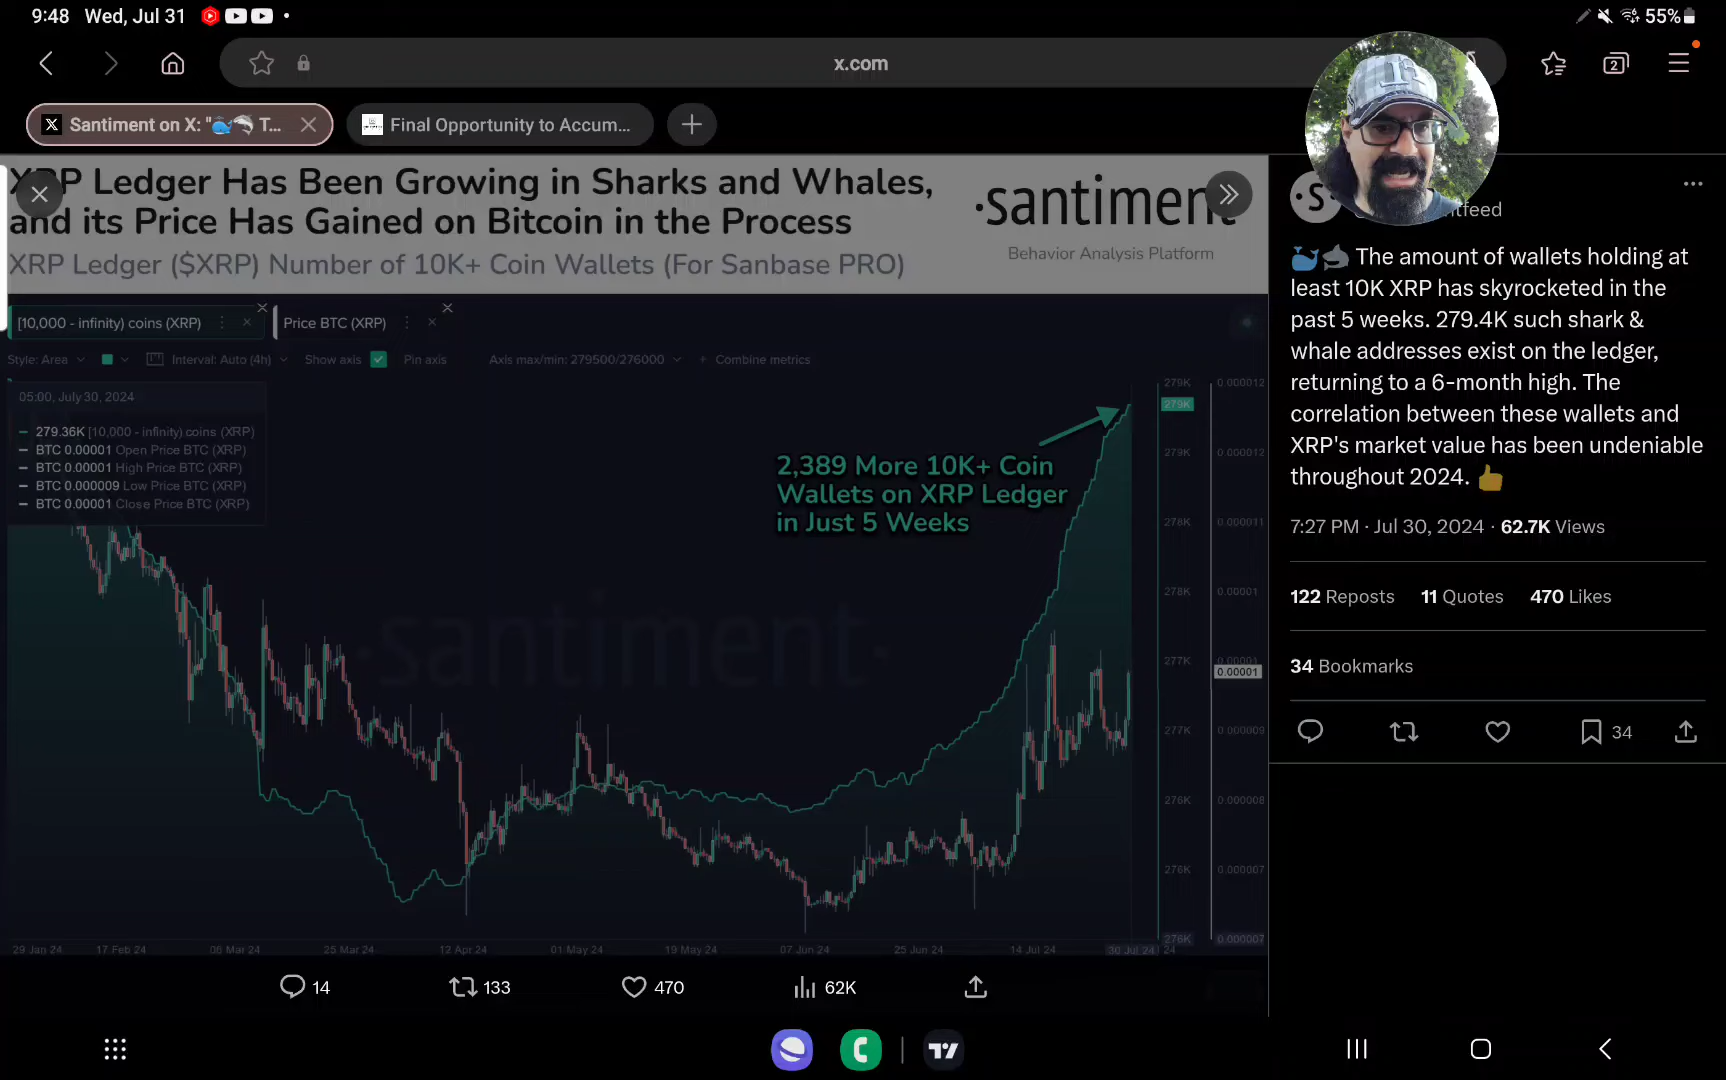 9:48 Wed, Jul 31
55%
x.com
2
Santiment on X: "🐳🦈 T...
Final Opportunity to Accum...
XRP Ledger Has Been Growing in Sharks and Whales,
and its Price Has Gained on Bitcoin in the Process
XRP Ledger ($XRP) Number of 10K+ Coin Wallets (For Sanbase PRO)
·santiment
Behavior Analysis Platform
[10,000 - infinity) coins (XRP)
Price BTC (XRP)
Style: Area
Interval: Auto (4h)
Show axis
Pin axis
Axis max/min: 279500/276000
+ Combine metrics
05:00, July 30, 2024
279.36K [10,000 - infinity) coins (XRP)
BTC 0.00001 Open Price BTC (XRP)
BTC 0.00001 High Price BTC (XRP)
BTC 0.000009 Low Price BTC (XRP)
BTC 0.00001 Close Price BTC (XRP)
2,389 More 10K+ Coin
Wallets on XRP Ledger
in Just 5 Weeks
·santiment·
279K 0.000012
279K
279K 0.000012
278K 0.000011
278K 0.00001
277K 0.00001
0.00001
277K 0.000009
276K 0.000008
276K 0.000007
276K 0.000007
29 Jan 24 17 Feb 24 06 Mar 24 25 Mar 24 12 Apr 24 01 May 24 19 May 24 07 Jun 24 25 Jun 24 14 Jul 24 30 Jul 24 24
14 133 470 62K
·S·
tfeed
🐳🦈 The amount of wallets holding at
least 10K XRP has skyrocketed in the
past 5 weeks. 279.4K such shark &
whale addresses exist on the ledger,
returning to a 6-month high. The
correlation between these wallets and
XRP's market value has been undeniable
throughout 2024. 👍
7:27 PM · Jul 30, 2024 · 62.7K Views
122 Reposts 11 Quotes 470 Likes
34 Bookmarks
34